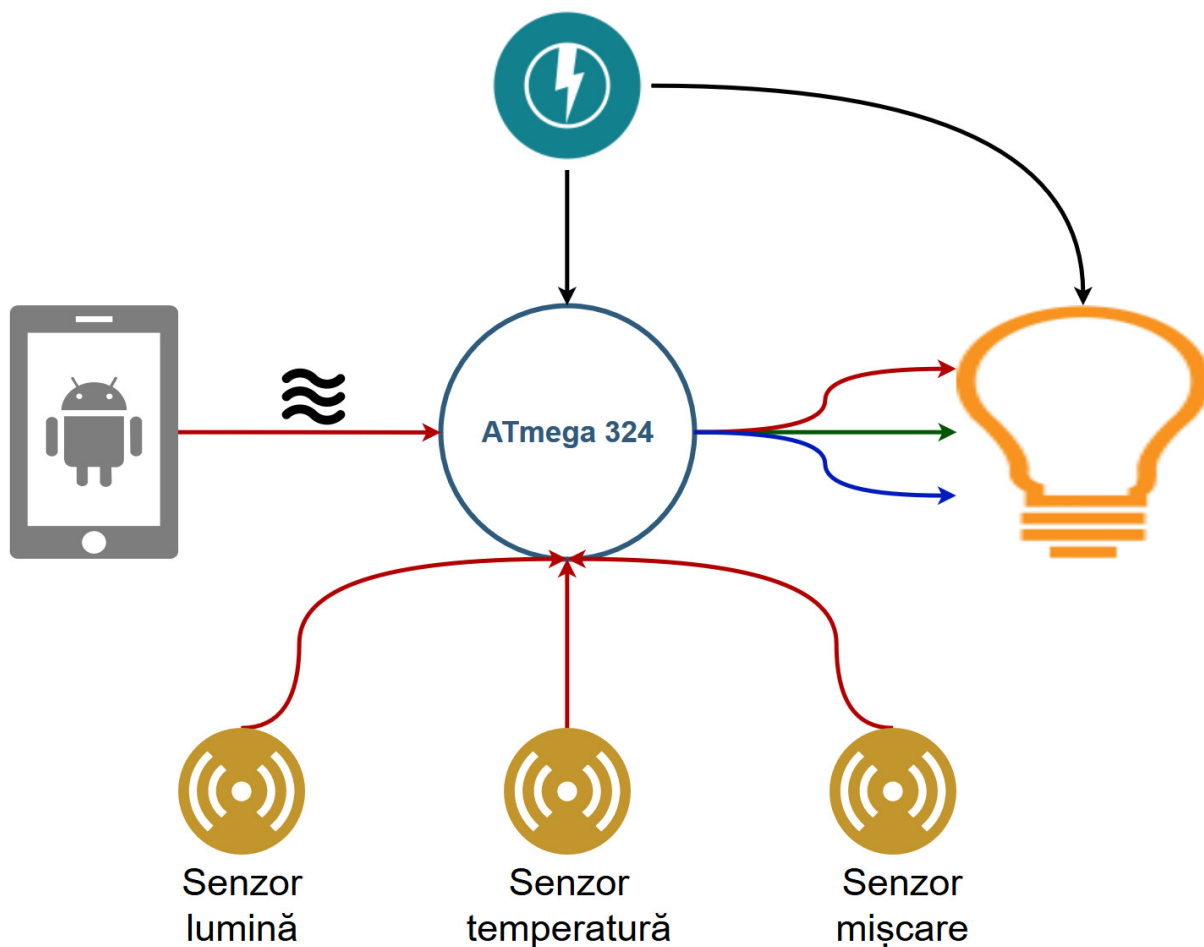 ATmega 324
Senzor
lumină
Senzor
temperatură
Senzor
mișcare